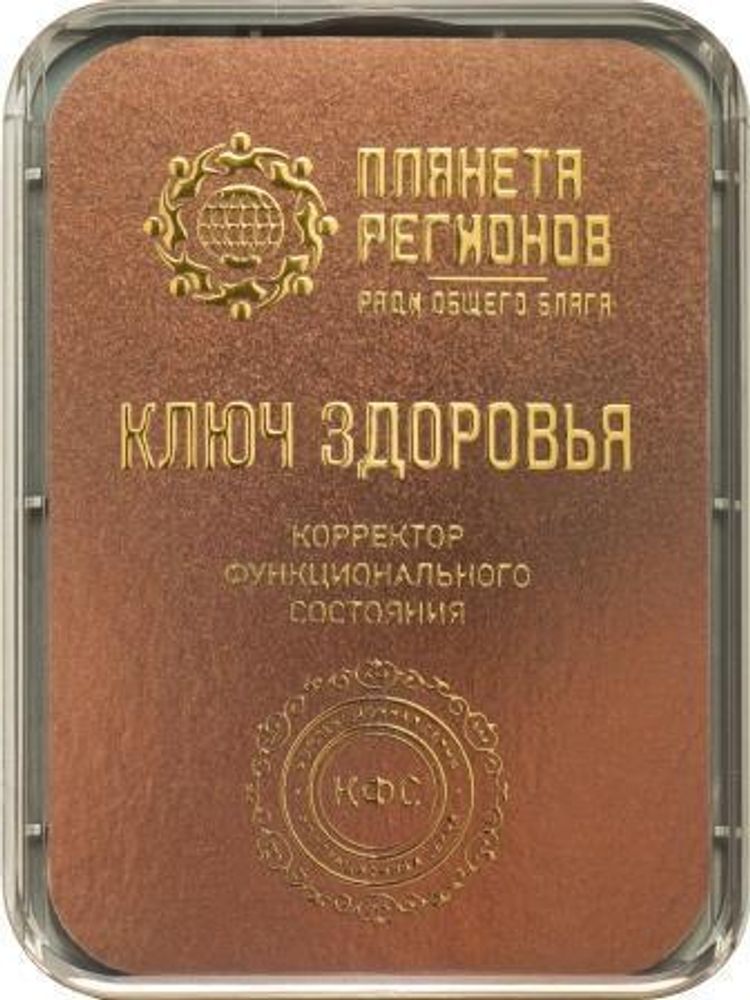 ПЛАНЕТА
РЕГИОНОВ
РАДИ ОБЩЕГО БЛАГА
КЛЮЧ ЗДОРОВЬЯ
КОРРЕКТОР
ФУНКЦИОНАЛЬНОГО
СОСТОЯНИЯ
КФС